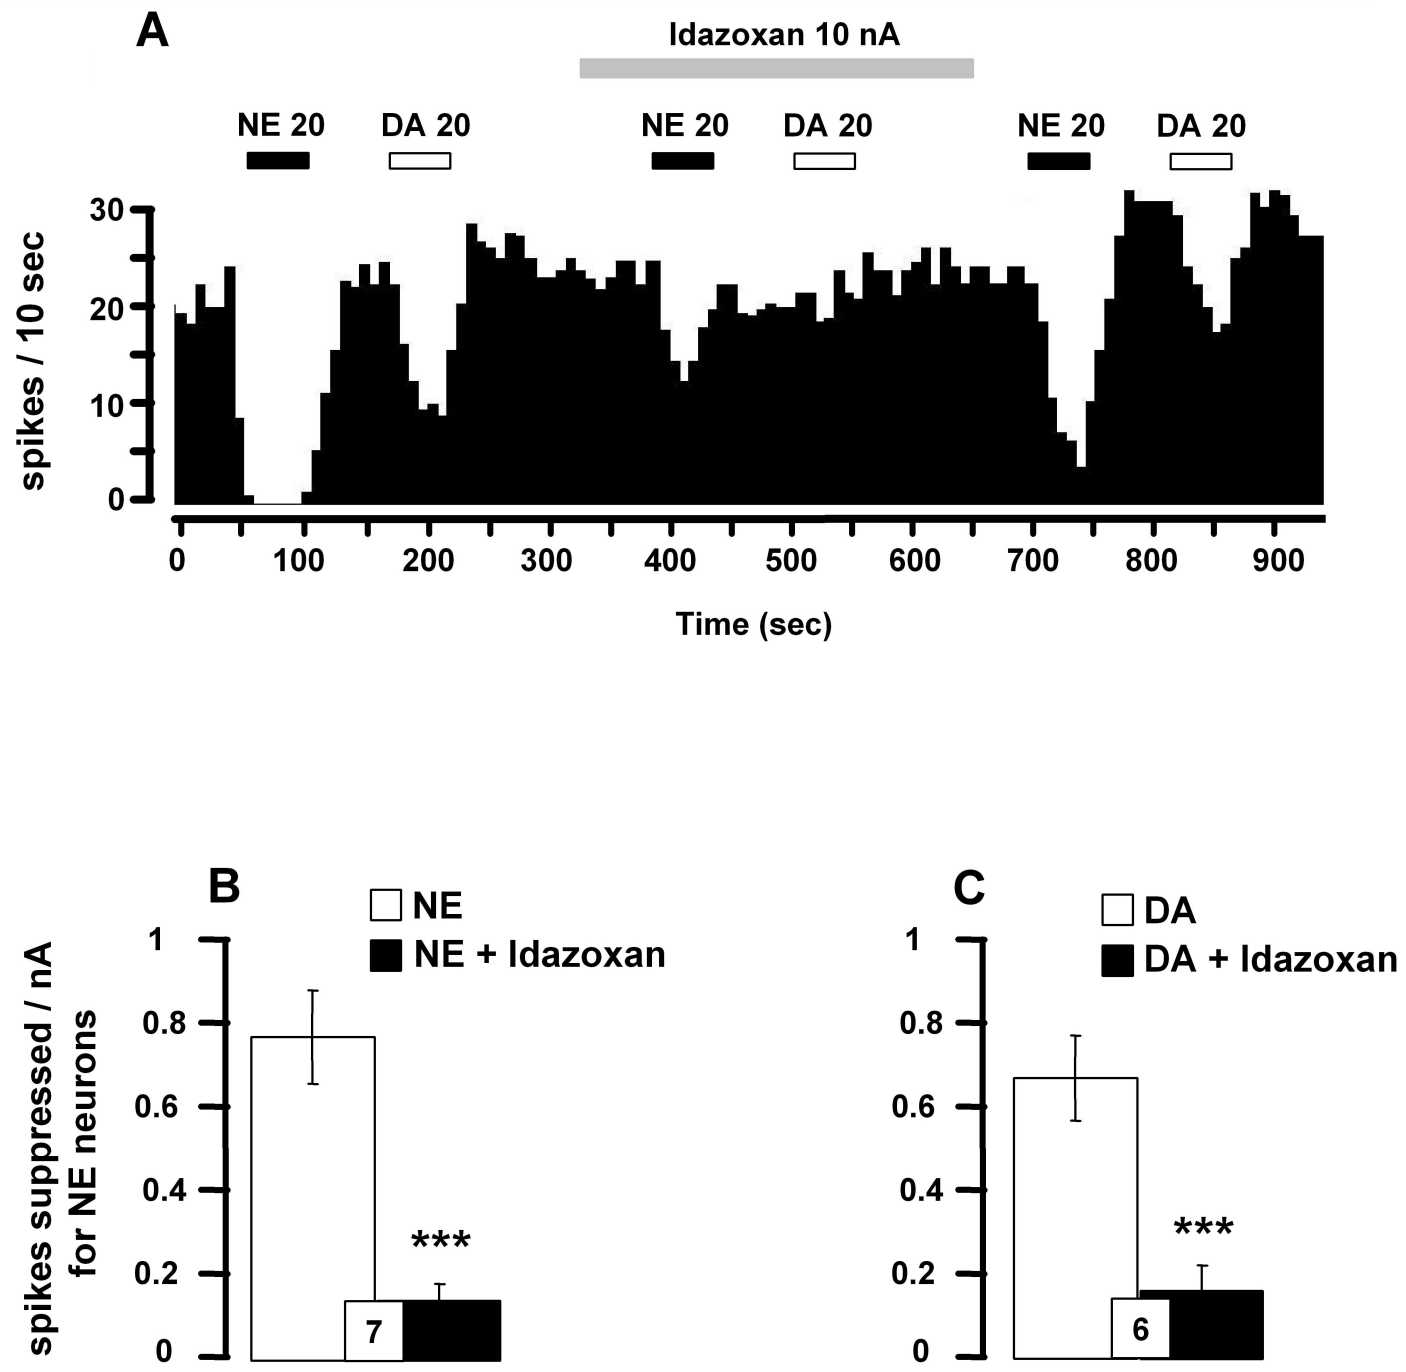 A
Idazoxan 10 nA
NE 20 DA 20 NE 20 DA 20 NE 20 DA 20
30
20
10
0
spikes / 10 sec
0 100 200 300 400 500 600 700 800 900
Time (sec)
B
NE
NE + Idazoxan
1
0.8
0.6
0.4
0.2
0
spikes suppressed / nA
for NE neurons
***
7
C
DA
DA + Idazoxan
1
0.8
0.6
0.4
0.2
0
***
6